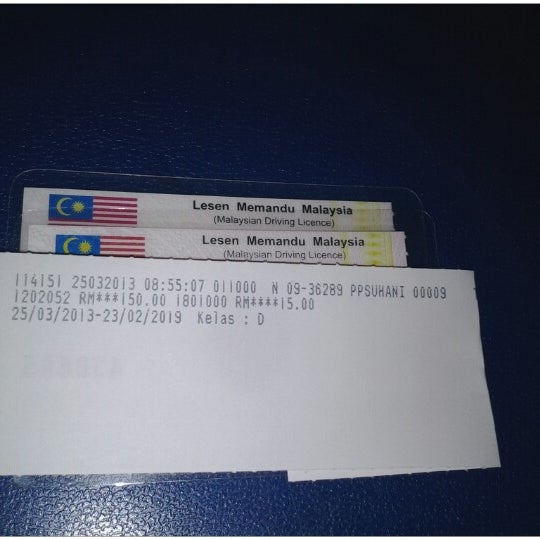 Lesen Memandu Malaysia
(Malaysian Driving Licence)
Lesen Memandu Malaysia
(Malaysian Driving Licence)
114151 25032013 08:55:07 011000 N 09-36289 PPSUHANI 00009
1202052 RM***150.00 1801000 RM****15.00
25/03/2013-23/02/2019 Kelas : D